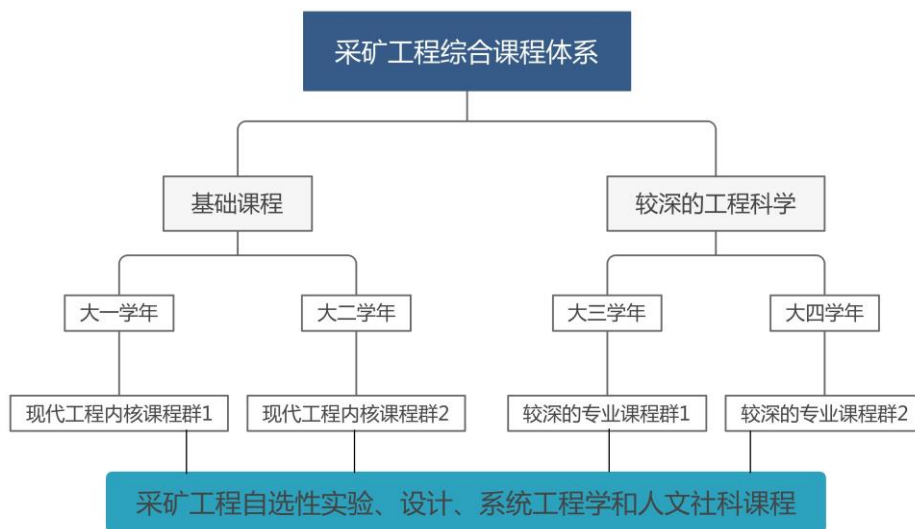 采矿工程综合课程体系
基础课程
较深的工程科学
大一学年
大二学年
大三学年
大四学年
现代工程内核课程群1
现代工程内核课程群2
较深的专业课程群1
较深的专业课程群2
采矿工程自选性实验、设计、系统工程学和人文社科课程